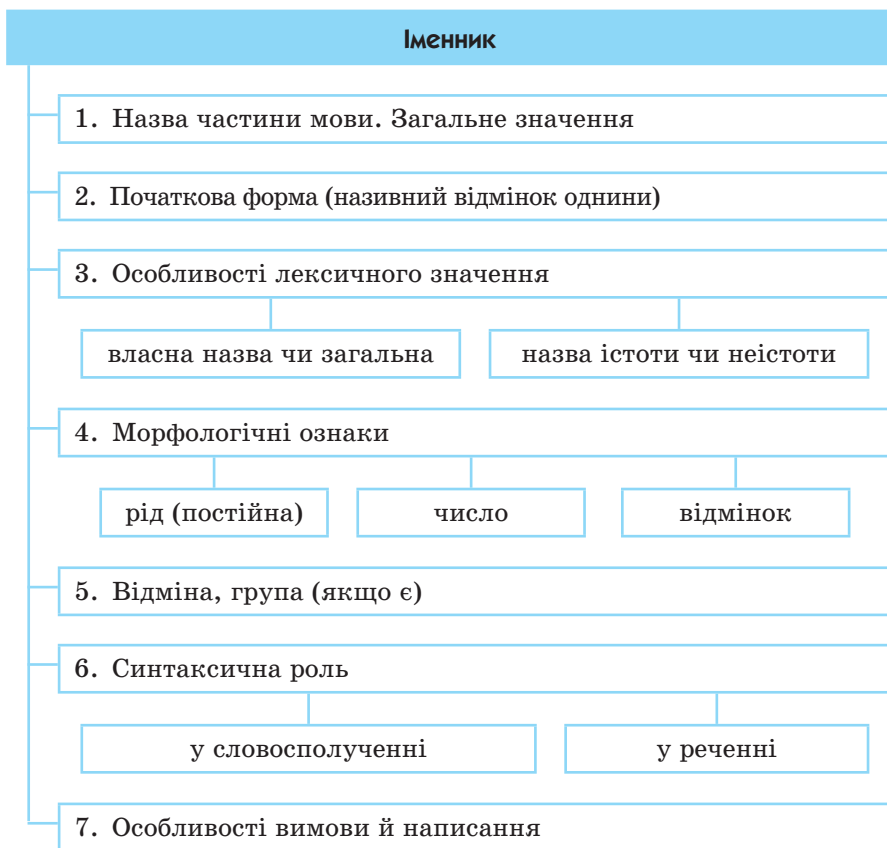 Іменник
1. Назва частини мови. Загальне значення
2. Початкова форма (називний відмінок однини)
3. Особливості лексичного значення
власна назва чи загальна
назва істоти чи неістоти
4. Морфологічні ознаки
рід (постійна)
число
відмінок
5. Відміна, група (якщо є)
6. Синтаксична роль
у словосполученні
у реченні
7. Особливості вимови й написання